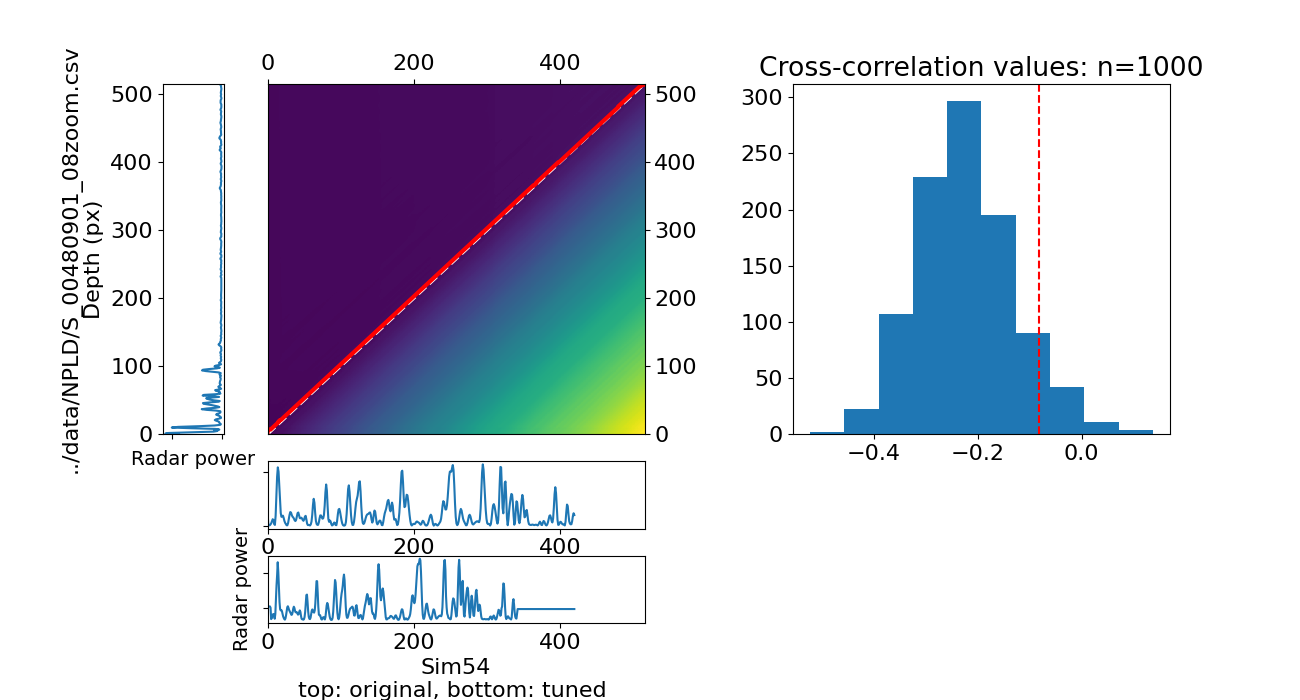 Cross-correlation values: n=1000
0 200 400
../data/NPLD/S_00480901_08zoom.csv
Depth (px)
500
400
300
200
100
0
500
400
300
200
100
0
300
250
200
150
100
50
0
−0.4 −0.2 0.0
Radar power
0 200 400
Radar power
0 200 400
Sim54
top: original, bottom: tuned